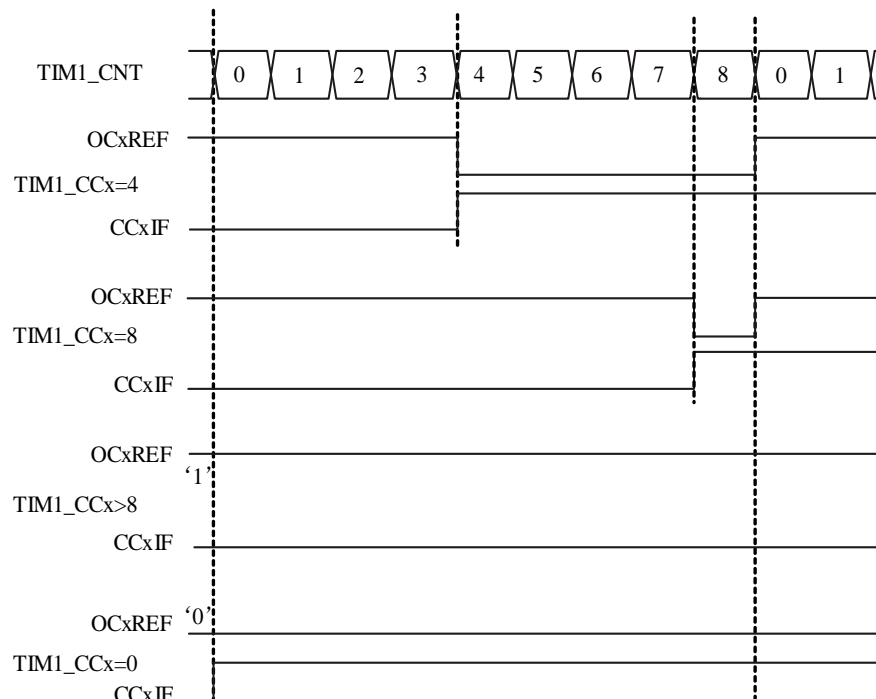 TIM1_CNT 0 1 2 3 4 5 6 7 8 0 1
OCxREF
TIM1_CCx=4
CCxIF
OCxREF
TIM1_CCx=8
CCxIF
OCxREF
‘1’
TIM1_CCx>8
CCxIF
OCxREF ‘0’
TIM1_CCx=0
CCxIF